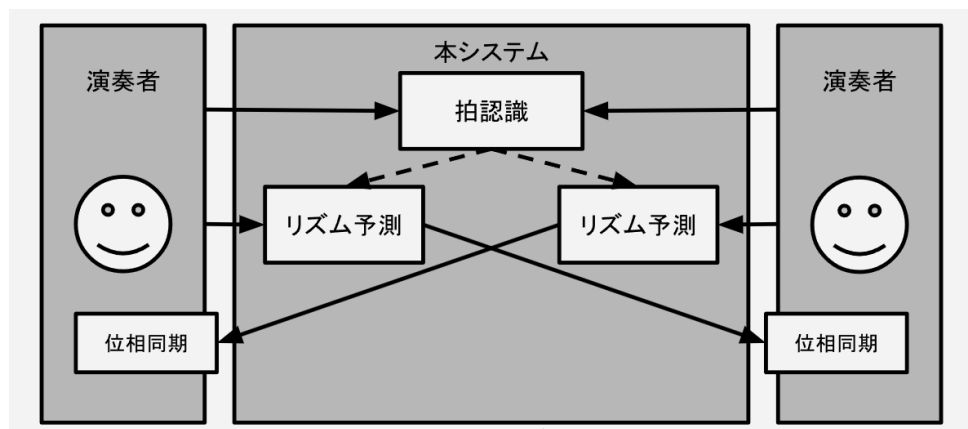 本システム
演奏者
演奏者
拍認識
リズム予測
リズム予測
位相同期
位相同期